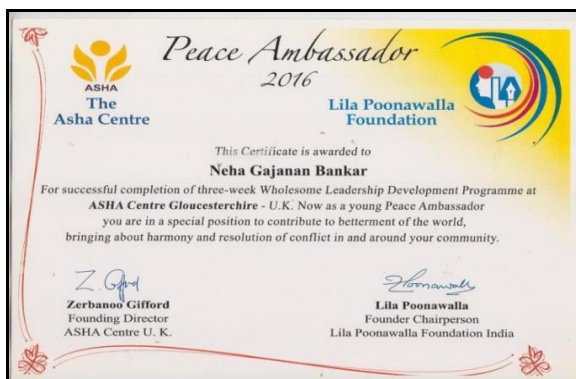 Peace Ambassador
2016
ASHA
The
Asha Centre
LILA
Lila Poonawalla
Foundation
This Certificate is awarded to
Neha Gajanan Bankar
For successful completion of three-week Wholesome Leadership Development Programme at
ASHA Centre Gloucesterchire - U.K. Now as a young Peace Ambassador
you are in a special position to contribute to betterment of the world,
bringing about harmony and resolution of conflict in and around your community.
Z. Gifford
Zerbanoo Gifford
Founding Director
ASHA Centre U. K.
Lila Poonawalla
Founder Chairperson
Lila Poonawalla Foundation India